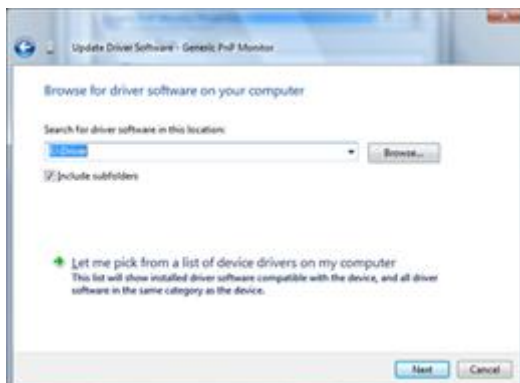 Update Driver Software - Generic PnP Monitor
Browse for driver software on your computer
Search for driver software in this location:
Browse...
Include subfolders
Let me pick from a list of device drivers on my computer
This list will show installed driver software compatible with the device, and all driver
software in the same category as the device.
Next
Cancel